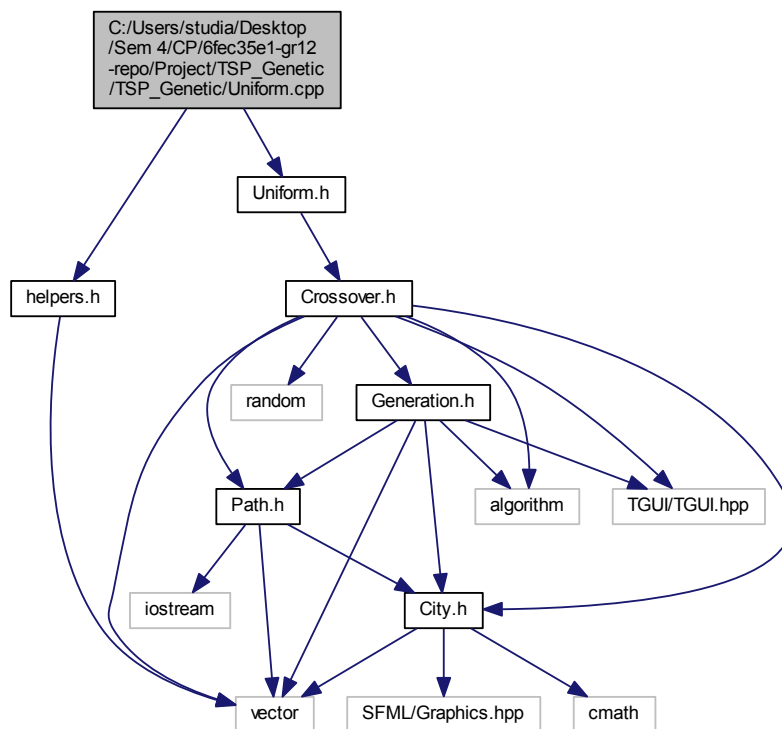 C:/Users/studia/Desktop
/Sem 4/CP/6fec35e1-gr12
-repo/Project/TSP_Genetic
/TSP_Genetic/Uniform.cpp
Uniform.h
helpers.h
Crossover.h
random
Generation.h
Path.h
algorithm
TGUI/TGUI.hpp
iostream
City.h
vector
SFML/Graphics.hpp
cmath